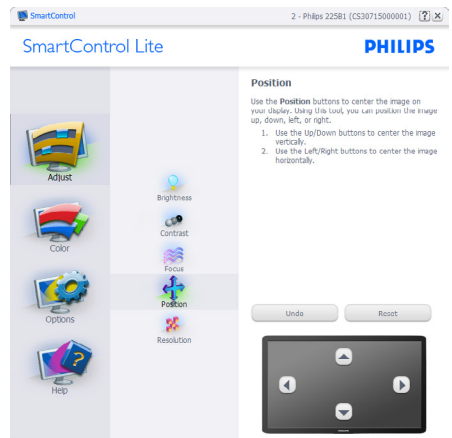 SmartControl
2 - Philips 225B1 (CS30715000001)
SmartControl Lite
PHILIPS
Adjust
Color
Options
Help
Brightness
Contrast
Focus
Position
Resolution
Position
Use the Position buttons to center the image on
your display. Using this tool, you can position the image
up, down, left, or right.
1. Use the Up/Down buttons to center the image
vertically.
2. Use the Left/Right buttons to center the image
horizontally.
Undo
Reset